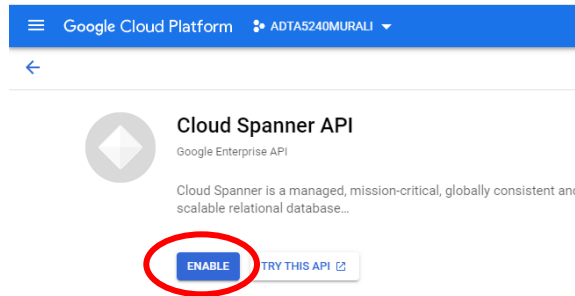 Google Cloud Platform ADTA5240MURALI
Cloud Spanner API
Google Enterprise API
Cloud Spanner is a managed, mission-critical, globally consistent and
scalable relational database...
ENABLE TRY THIS API